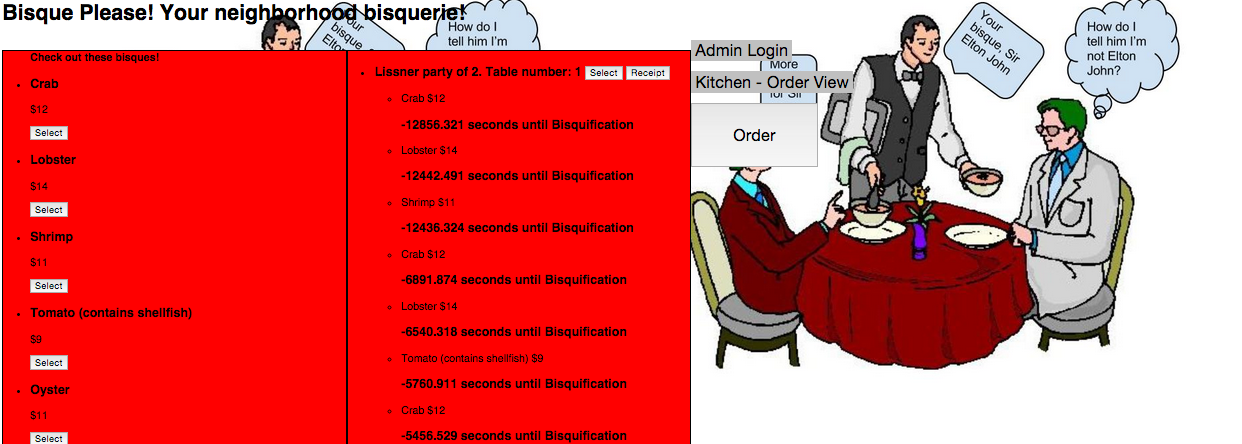 Bisque Please! Your neighborhood bisquerie!
Check out these bisques!
Crab
$12
Select
Lobster
$14
Select
Shrimp
$11
Select
Tomato (contains shellfish)
$9
Select
Oyster
$11
Select
Lissner party of 2. Table number: 1 Select Receipt
Crab $12
-12856.321 seconds until Bisquification
Lobster $14
-12442.491 seconds until Bisquification
Shrimp $11
-12436.324 seconds until Bisquification
Crab $12
-6891.874 seconds until Bisquification
Lobster $14
-6540.318 seconds until Bisquification
Tomato (contains shellfish) $9
-5760.911 seconds until Bisquification
Crab $12
-5456.529 seconds until Bisquification
Admin Login
Kitchen - Order View
Order
More
for Sir
Your
bisque,
Elton
How do I
tell him I'm
Your
bisque, Sir
Elton John
How do I
tell him I'm
not Elton
John?